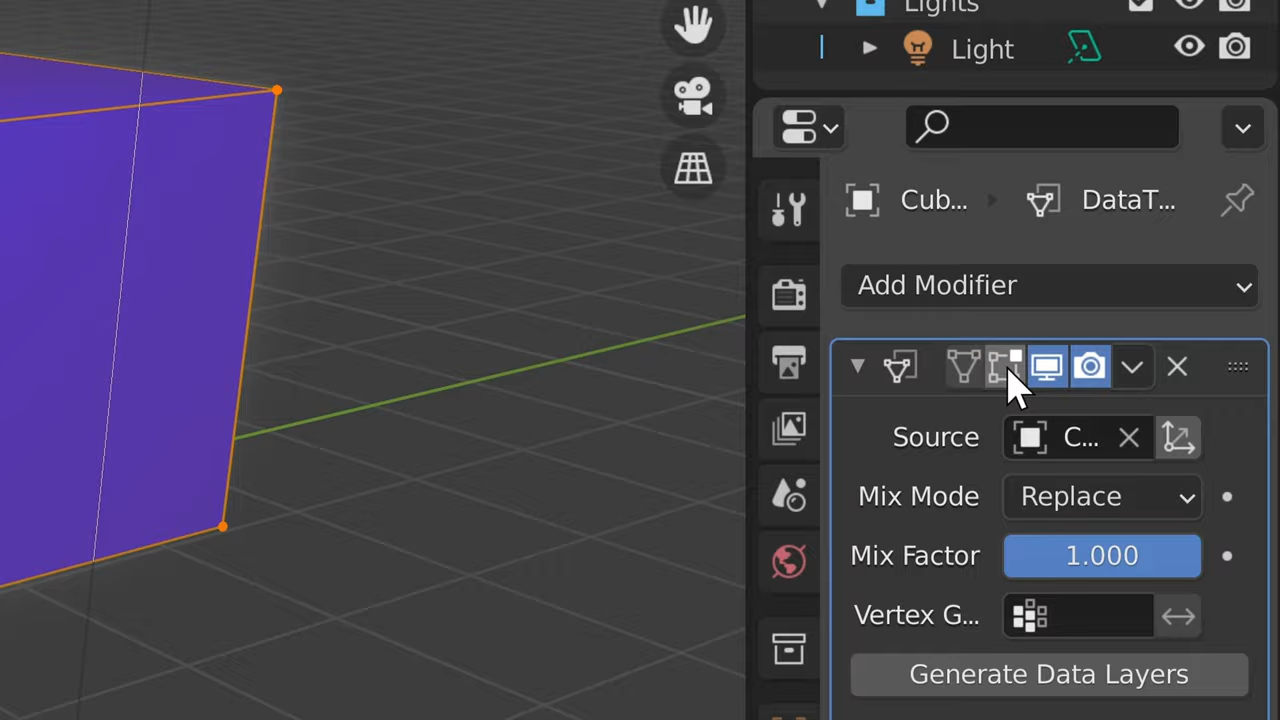 Lights
Light
Cub... DataT...
Add Modifier
Source C...
Mix Mode Replace
Mix Factor 1.000
Vertex G...
Generate Data Layers